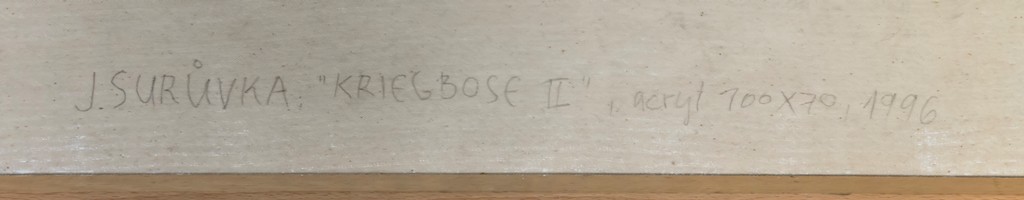 J. SURŮVKA: "KRIEGBOSE II", acryl 100X70, 1996